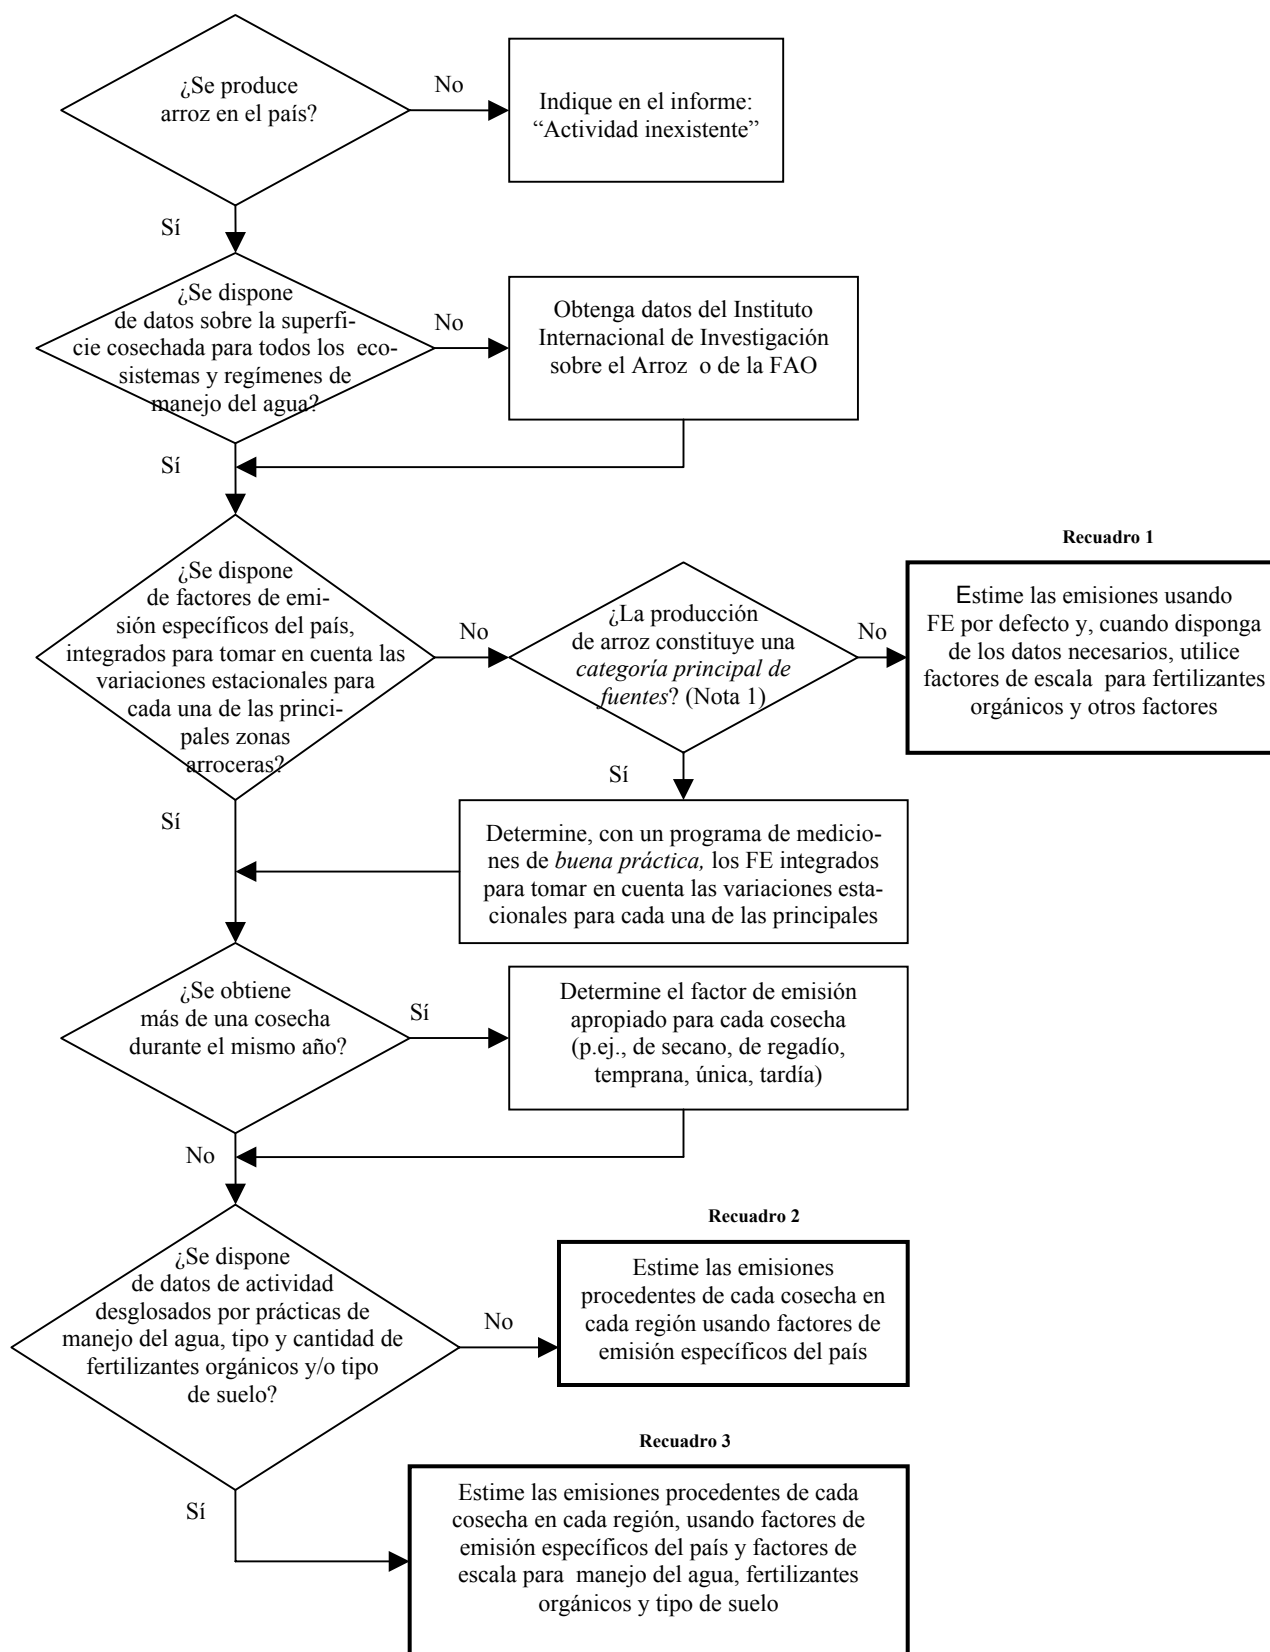 ¿Se produce
arroz en el país?
No
Indique en el informe:
“Actividad inexistente”
Sí
¿Se dispone
de datos sobre la superfi-
cie cosechada para todos los eco-
sistemas y regímenes de
manejo del agua?
No
Obtenga datos del Instituto
Internacional de Investigación
sobre el Arroz o de la FAO
Sí
¿Se dispone
de factores de emi-
sión específicos del país,
integrados para tomar en cuenta las
variaciones estacionales para
cada una de las princi-
pales zonas
arroceras?
No
¿La producción
de arroz constituye una
categoría principal de
fuentes? (Nota 1)
No
Recuadro 1
Estime las emisiones usando
FE por defecto y, cuando disponga
de los datos necesarios, utilice
factores de escala para fertilizantes
orgánicos y otros factores
Sí
Sí
Determine, con un programa de medicio-
nes de buena práctica, los FE integrados
para tomar en cuenta las variaciones esta-
cionales para cada una de las principales
¿Se obtiene
más de una cosecha
durante el mismo año?
Sí
Determine el factor de emisión
apropiado para cada cosecha
(p.ej., de secano, de regadío,
temprana, única, tardía)
No
¿Se dispone
de datos de actividad
desglosados por prácticas de
manejo del agua, tipo y cantidad de
fertilizantes orgánicos y/o tipo
de suelo?
No
Recuadro 2
Estime las emisiones
procedentes de cada cosecha en
cada región usando factores de
emisión específicos del país
Sí
Recuadro 3
Estime las emisiones procedentes de cada
cosecha en cada región, usando factores de
emisión específicos del país y factores de
escala para manejo del agua, fertilizantes
orgánicos y tipo de suelo